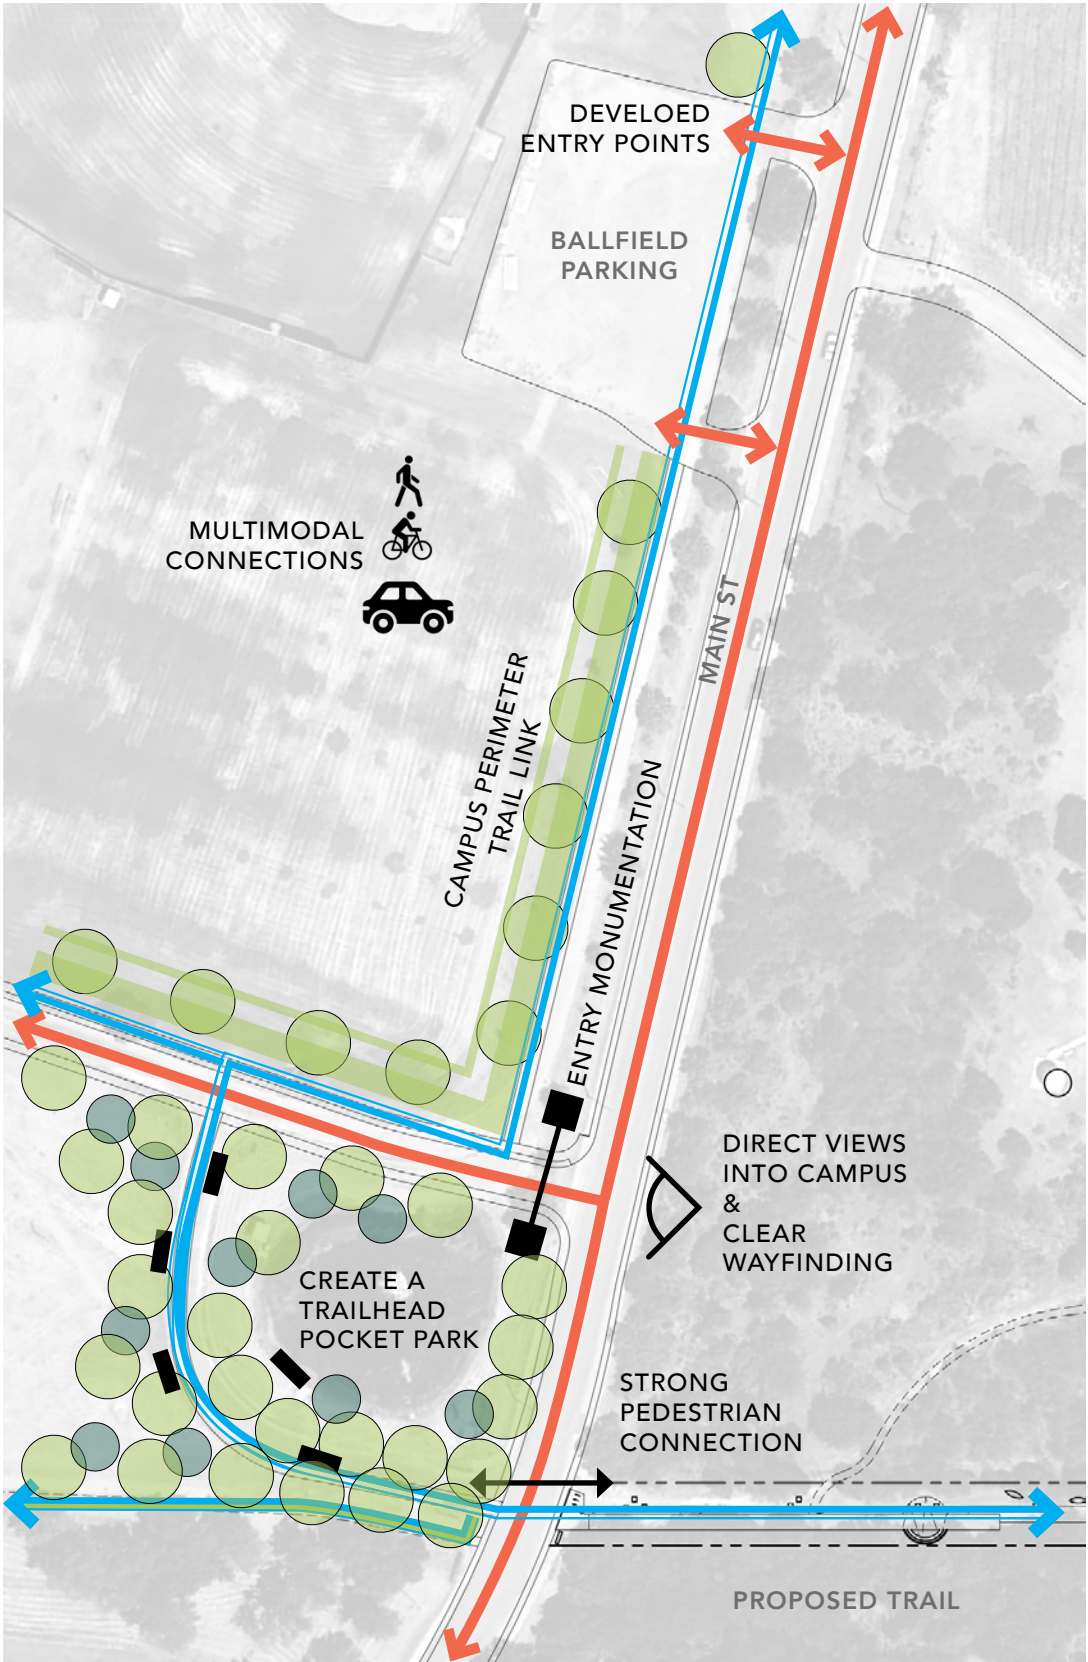 DEVELOED
ENTRY POINTS
BALLFIELD
PARKING
MULTIMODAL
CONNECTIONS
MAIN ST
CAMPUS PERIMETER
TRAIL LINK
ENTRY MONUMENTATION
DIRECT VIEWS
INTO CAMPUS
&
CLEAR
WAYFINDING
CREATE A
TRAILHEAD
POCKET PARK
STRONG
PEDESTRIAN
CONNECTION
PROPOSED TRAIL